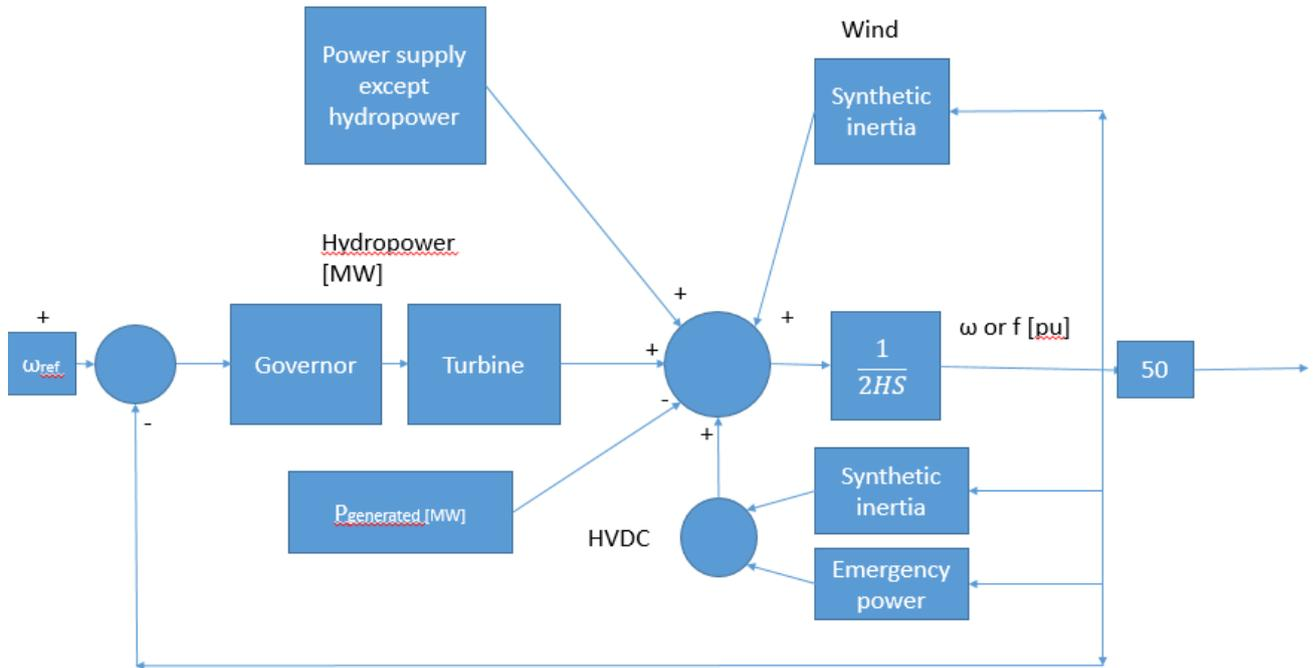 Wind
Power supply
except
hydropower
Synthetic
inertia
Hydropower
[MW]
+
+
+
ω or f [pu]
ωref
Governor
Turbine
+
1
2HS
50
-
-
+
Pgenerated [MW]
HVDC
Synthetic
inertia
Emergency
power